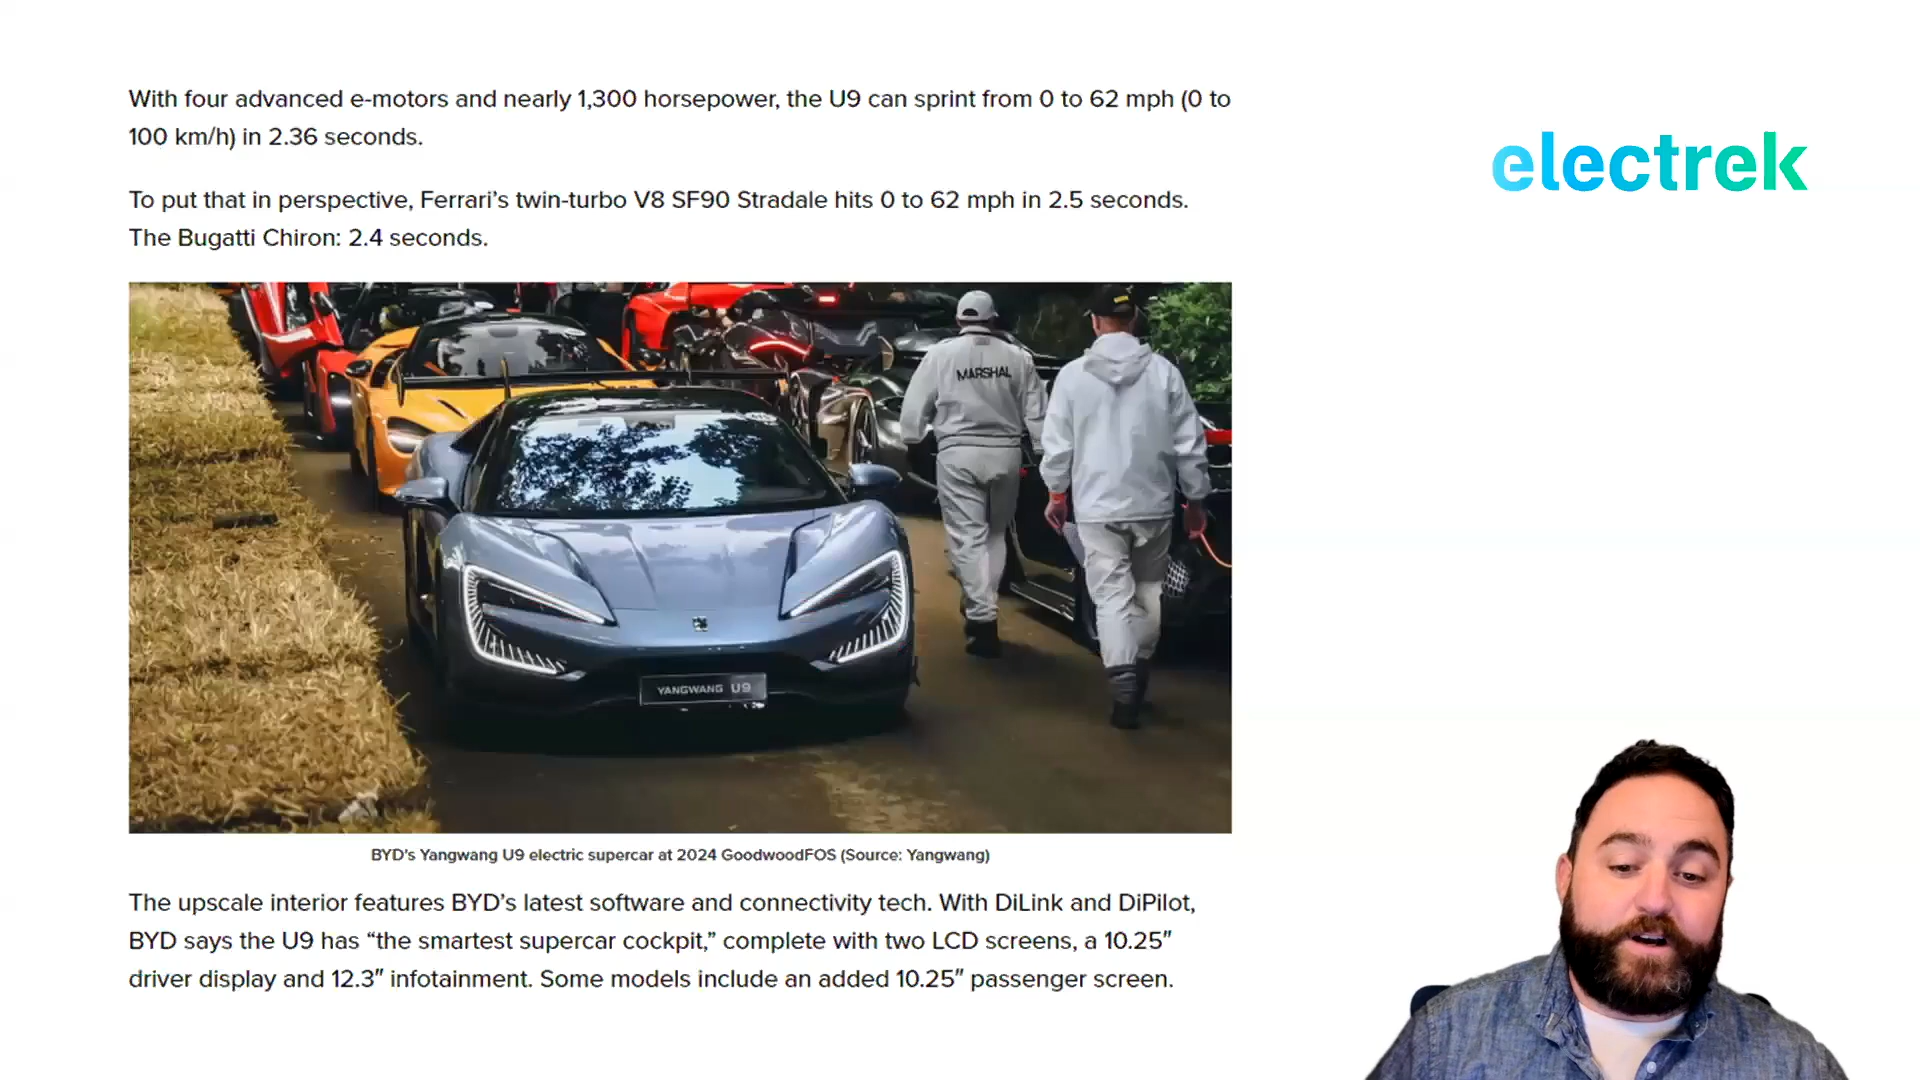 With four advanced e-motors and nearly 1,300 horsepower, the U9 can sprint from 0 to 62 mph (0 to
100 km/h) in 2.36 seconds.
electrek
To put that in perspective, Ferrari’s twin-turbo V8 SF90 Stradale hits 0 to 62 mph in 2.5 seconds.
The Bugatti Chiron: 2.4 seconds.
MARSHAL
YANGWANG U9
BYD's Yangwang U9 electric supercar at 2024 GoodwoodFOS (Source: Yangwang)
The upscale interior features BYD’s latest software and connectivity tech. With DiLink and DiPilot,
BYD says the U9 has “the smartest supercar cockpit,” complete with two LCD screens, a 10.25″
driver display and 12.3″ infotainment. Some models include an added 10.25″ passenger screen.